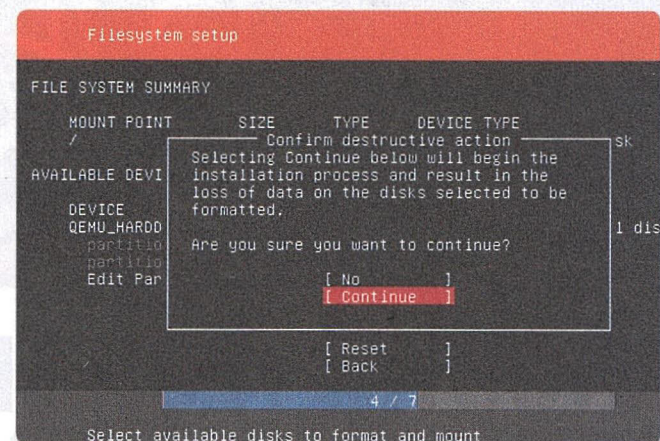 Filesystem setup
FILE SYSTEM SUMMARY
MOUNT POINT SIZE TYPE DEVICE TYPE
/ sk
Confirm destructive action
Selecting Continue below will begin the
installation process and result in the
loss of data on the disks selected to be
formatted.
Are you sure you want to continue?
[ No ]
[ Continue ]
AVAILABLE DEVI
DEVICE
QEMU_HARDD 1 dis
partitio
partitio
Edit Par
[ Reset ]
[ Back ]
4 / 7
Select available disks to format and mount